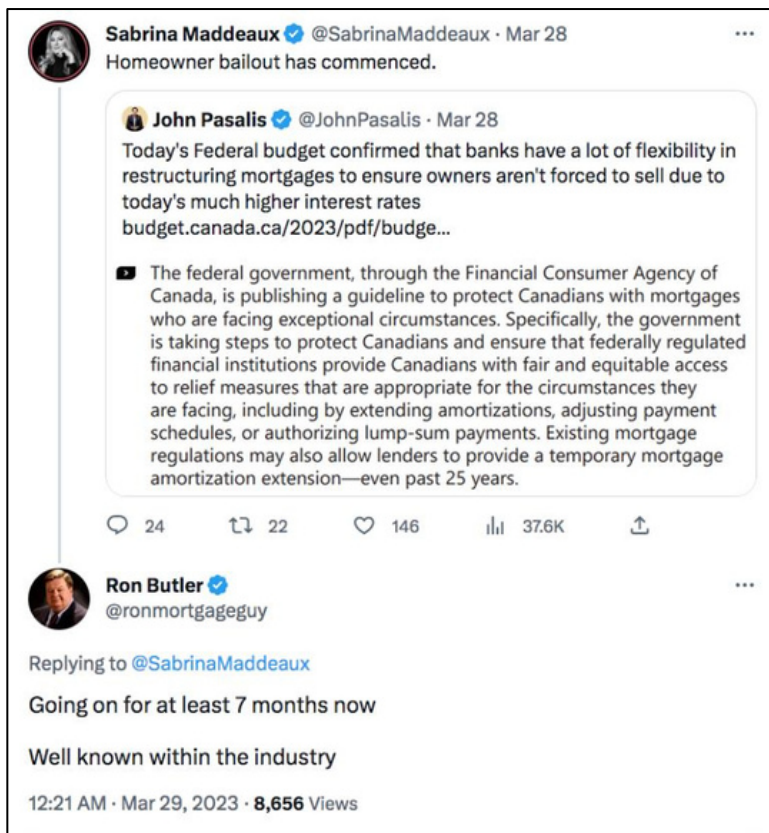 Sabrina Maddeaux @SabrinaMaddeaux · Mar 28
Homeowner bailout has commenced.
John Pasalis @JohnPasalis · Mar 28
Today's Federal budget confirmed that banks have a lot of flexibility in
restructuring mortgages to ensure owners aren't forced to sell due to
today's much higher interest rates
budget.canada.ca/2023/pdf/budge...
The federal government, through the Financial Consumer Agency of
Canada, is publishing a guideline to protect Canadians with mortgages
who are facing exceptional circumstances. Specifically, the government
is taking steps to protect Canadians and ensure that federally regulated
financial institutions provide Canadians with fair and equitable access
to relief measures that are appropriate for the circumstances they
are facing, including by extending amortizations, adjusting payment
schedules, or authorizing lump-sum payments. Existing mortgage
regulations may also allow lenders to provide a temporary mortgage
amortization extension—even past 25 years.
24 22 146 37.6K
Ron Butler
@ronmortgageguy
Replying to @SabrinaMaddeaux
Going on for at least 7 months now
Well known within the industry
12:21 AM · Mar 29, 2023 · 8,656 Views